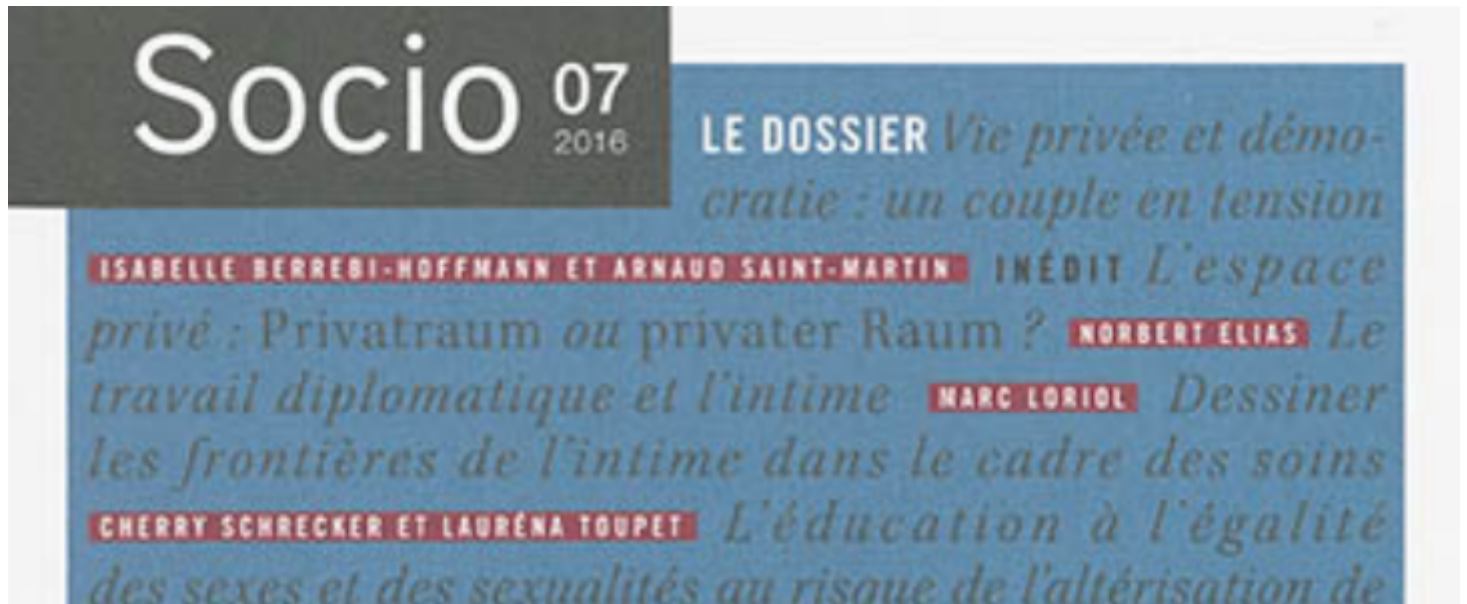 Socio 07
2016
LE DOSSIER Vie privée et démo-
cratie : un couple en tension
ISABELLE BERREBI-HOFFMANN ET ARNAUD SAINT-MARTIN INÉDIT L'espace
privé : Privatraum ou privater Raum ? NORBERT ELIAS Le
travail diplomatique et l'intime MARC LORIOL Dessiner
les frontières de l'intime dans le cadre des soins
CHERRY SCHRECKER ET LAURÉNA TOUPET L'éducation à l'égalité
des sexes et des sexualités au risque de l'altérisation de